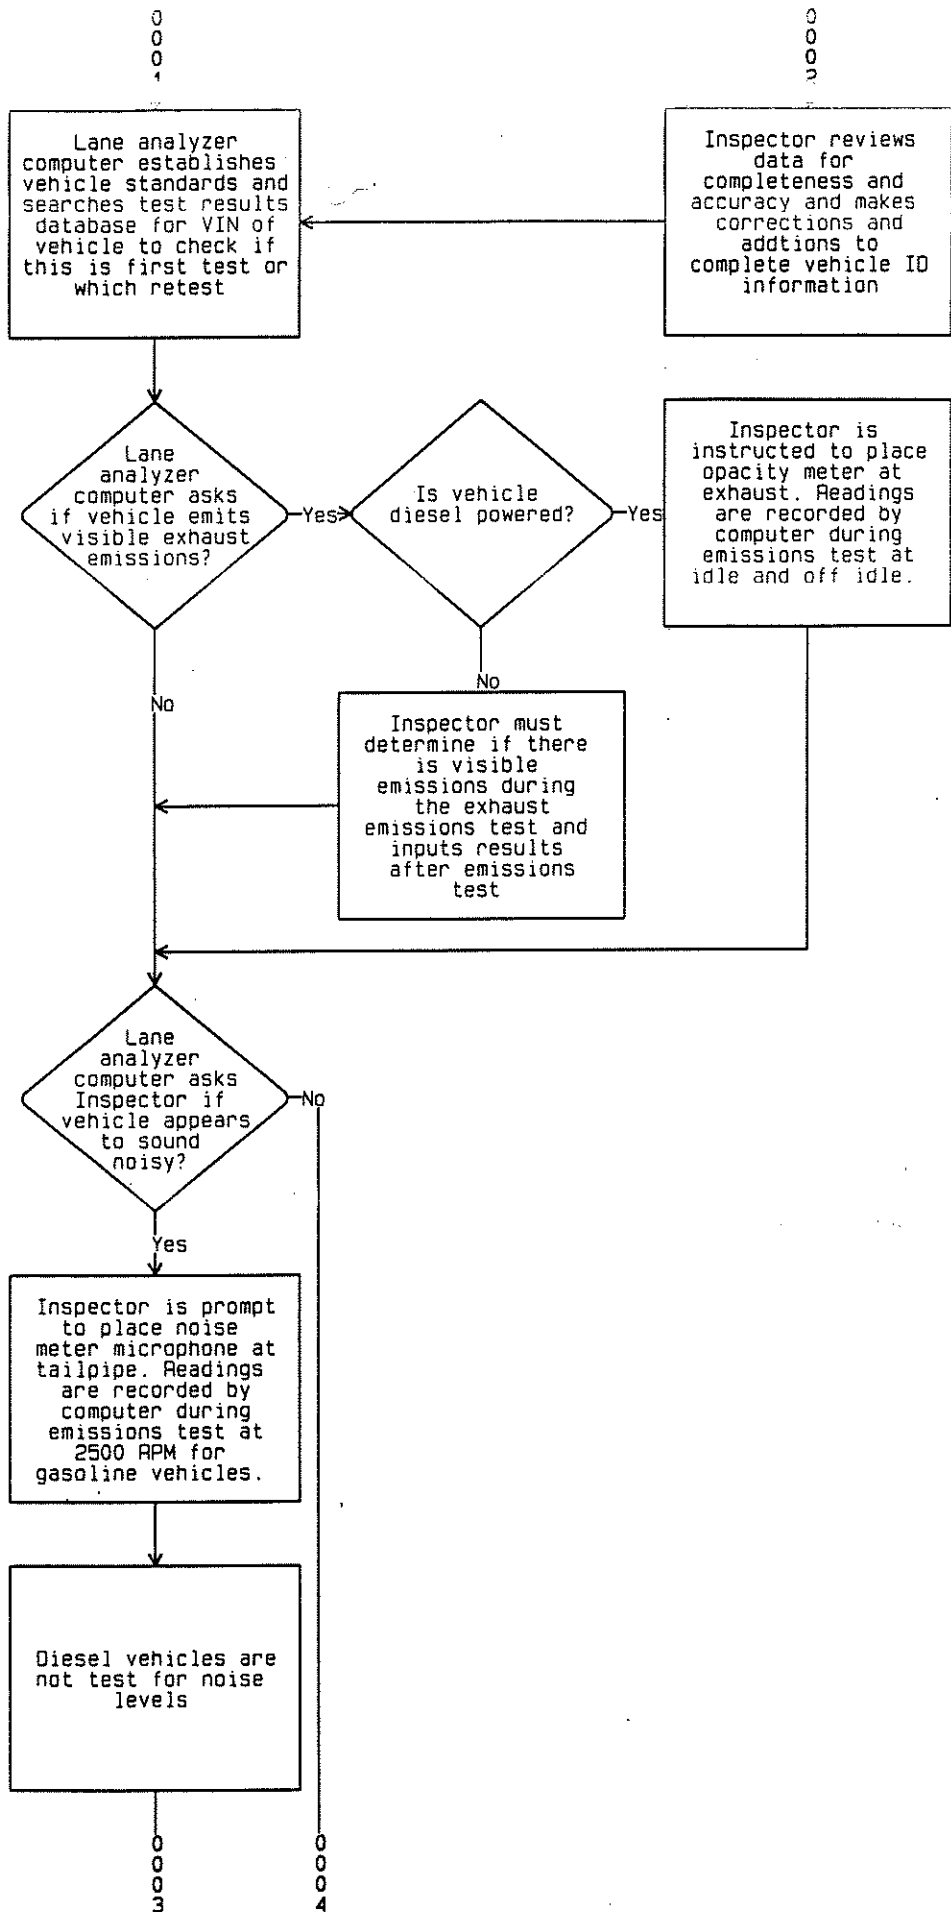 0
0
0
1
0
0
0
2
Lane analyzer
computer establishes
vehicle standards and
searches test results
database for VIN of
vehicle to check if
this is first test or
which retest
Inspector reviews
data for
completeness and
accuracy and makes
corrections and
addtions to
complete vehicle ID
information
Lane
analyzer
computer asks
if vehicle emits
visible exhaust
emissions?
Yes
Is vehicle
diesel powered?
Yes
Inspector is
instructed to place
opacity meter at
exhaust. Readings
are recorded by
computer during
emissions test at
idle and off idle.
No
No
Inspector must
determine if there
is visible
emissions during
the exhaust
emissions test and
inputs results
after emissions
test
Lane
analyzer
computer asks
Inspector if
vehicle appears
to sound
noisy?
No
Yes
Inspector is prompt
to place noise
meter microphone at
tailpipe. Readings
are recorded by
computer during
emissions test at
2500 RPM for
gasoline vehicles.
Diesel vehicles are
not test for noise
levels
0
0
0
3
0
0
0
4